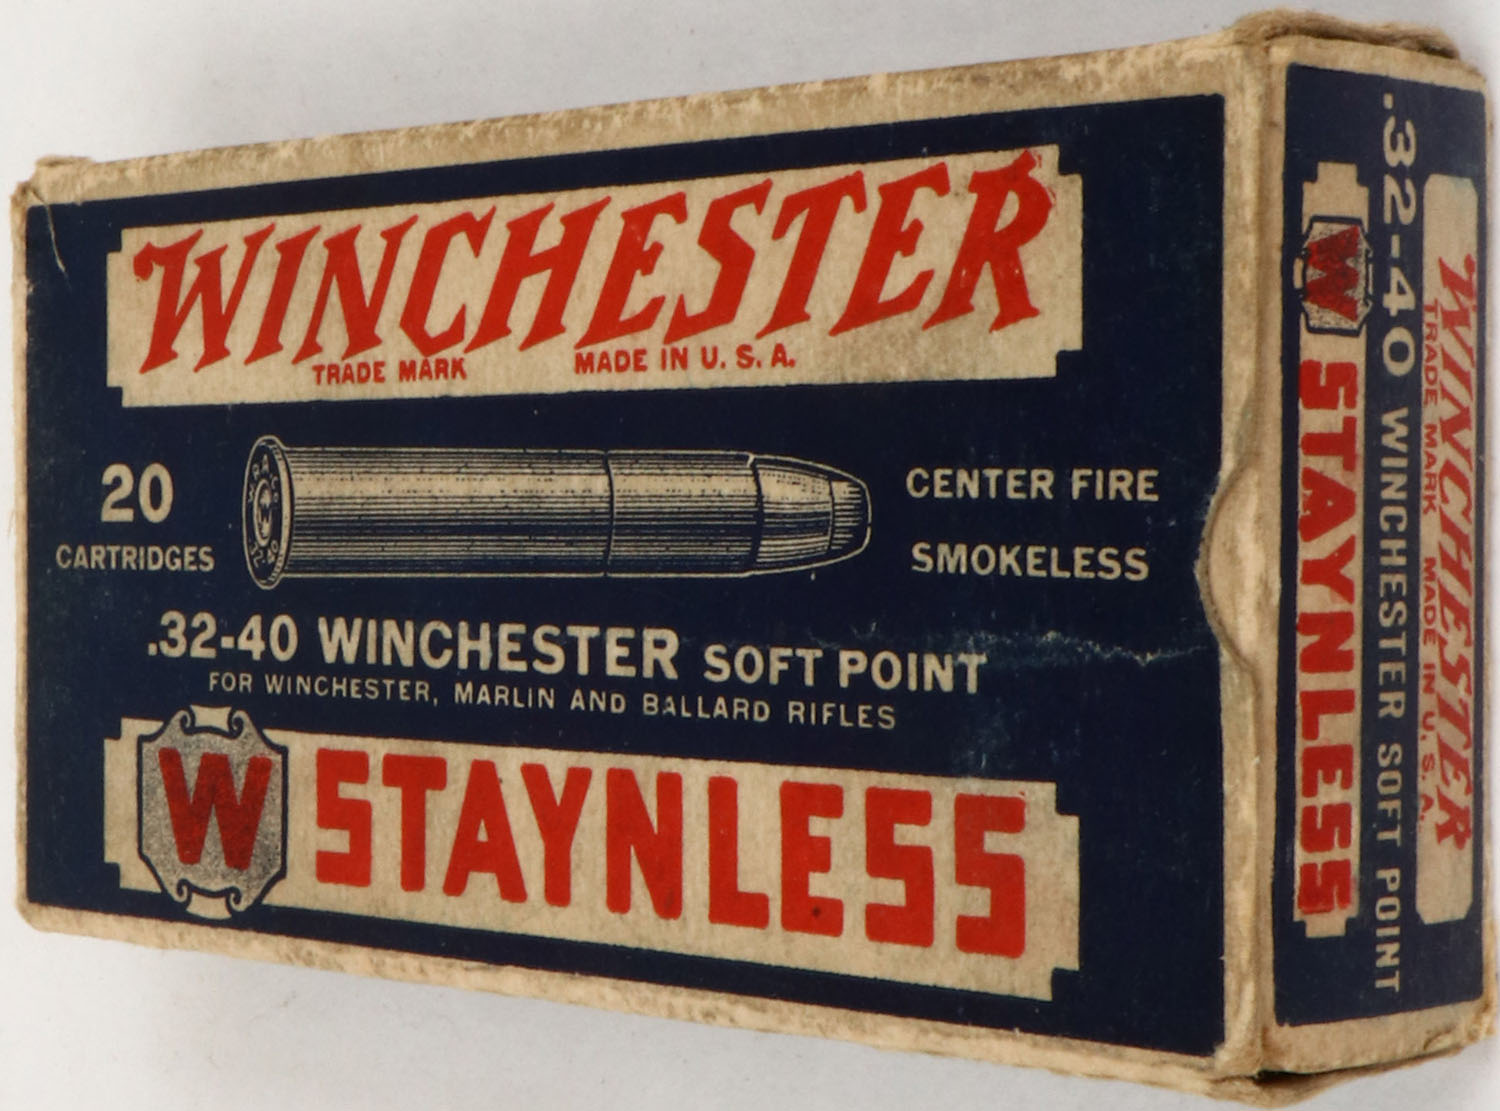 WINCHESTER
TRADE MARK MADE IN U. S. A.
20
CARTRIDGES
CENTER FIRE
SMOKELESS
.32-40 WINCHESTER SOFT POINT
FOR WINCHESTER, MARLIN AND BALLARD RIFLES
W STAYNLESS
WINCHESTER
TRADE MARK MADE IN U. S. A.
.32-40 WINCHESTER SOFT POINT
W STAYNLESS